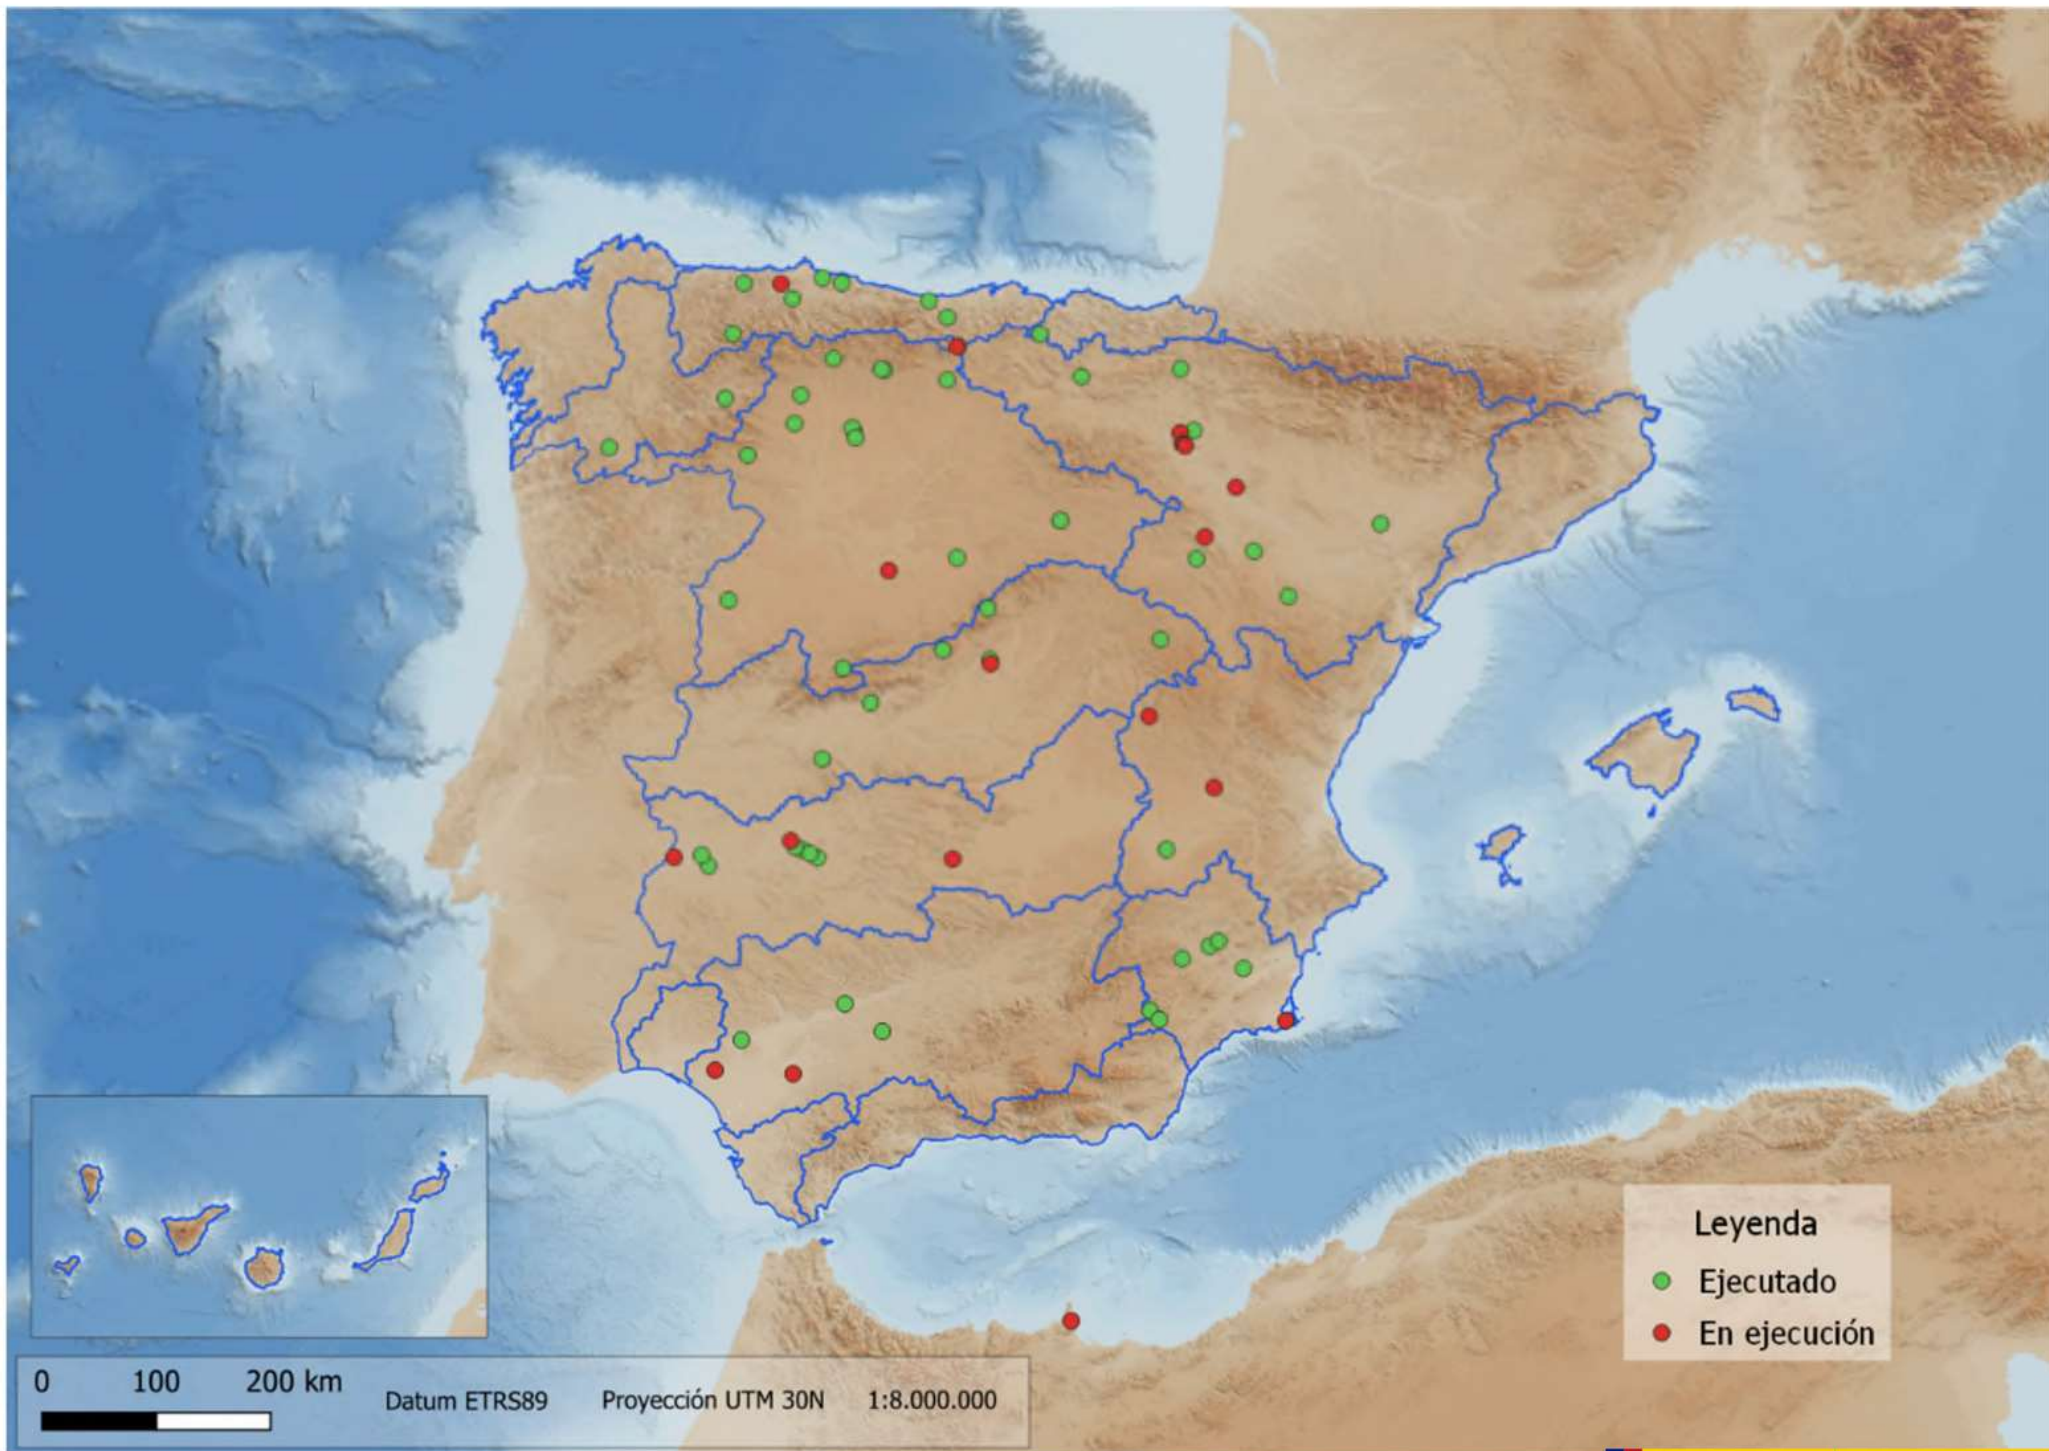 Leyenda
Ejecutado
En ejecución
0 100 200 km
Datum ETRS89 Proyección UTM 30N 1:8.000.000